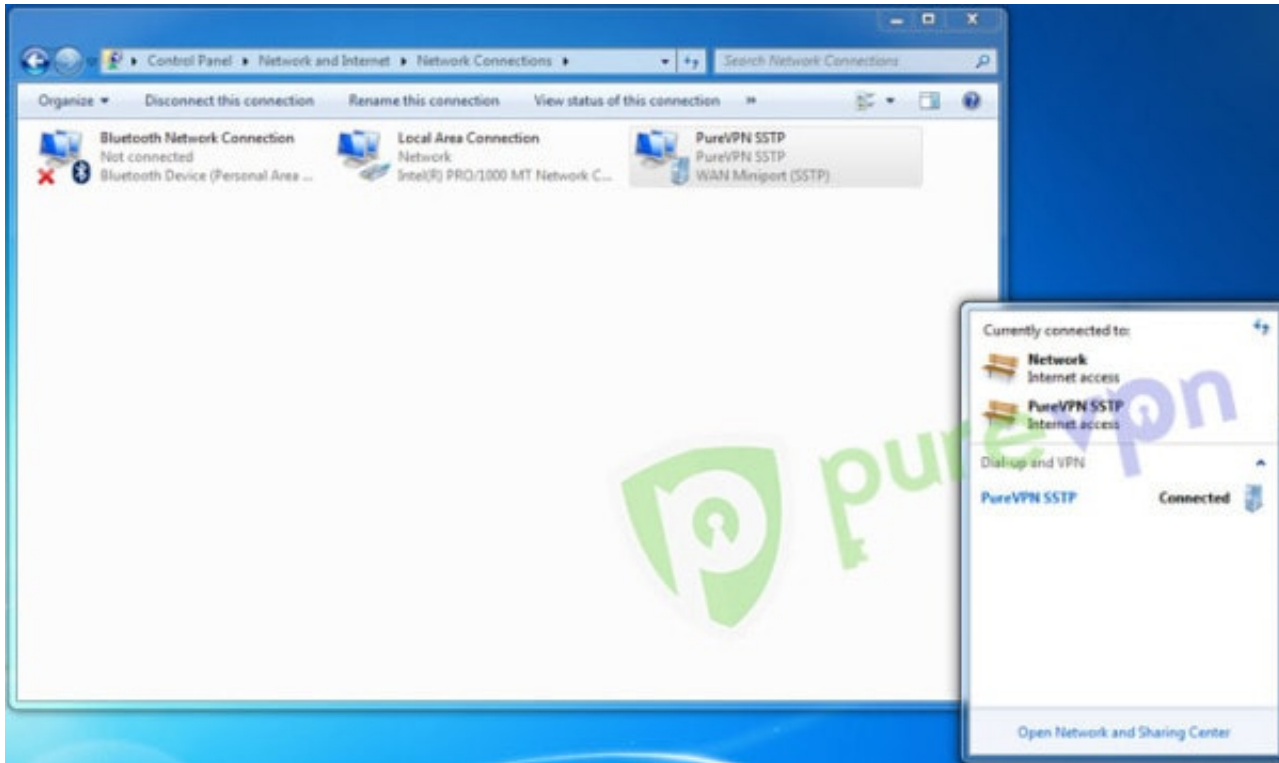 Control Panel Network and Internet Network Connections
Search Network Connections
Organize Disconnect this connection Rename this connection View status of this connection »
Bluetooth Network Connection
Not connected
Bluetooth Device (Personal Area ...
Local Area Connection
Network
Intel(R) PRO/1000 MT Network C...
PureVPN SSTP
PureVPN SSTP
WAN Miniport (SSTP)
Currently connected to:
Network
Internet access
PureVPN SSTP
Internet access
Dial-up and VPN
PureVPN SSTP Connected
Open Network and Sharing Center
purevpn